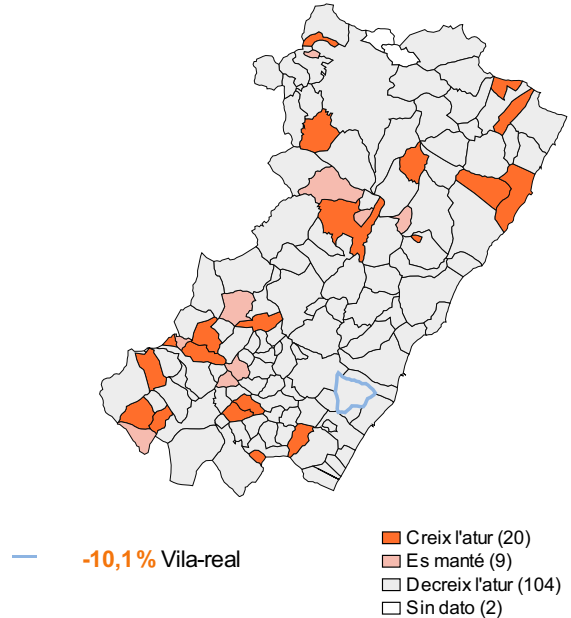 -10,1% Vila-real
Creix l'atur (20)
Es manté (9)
Decreix l'atur (104)
Sin dato (2)